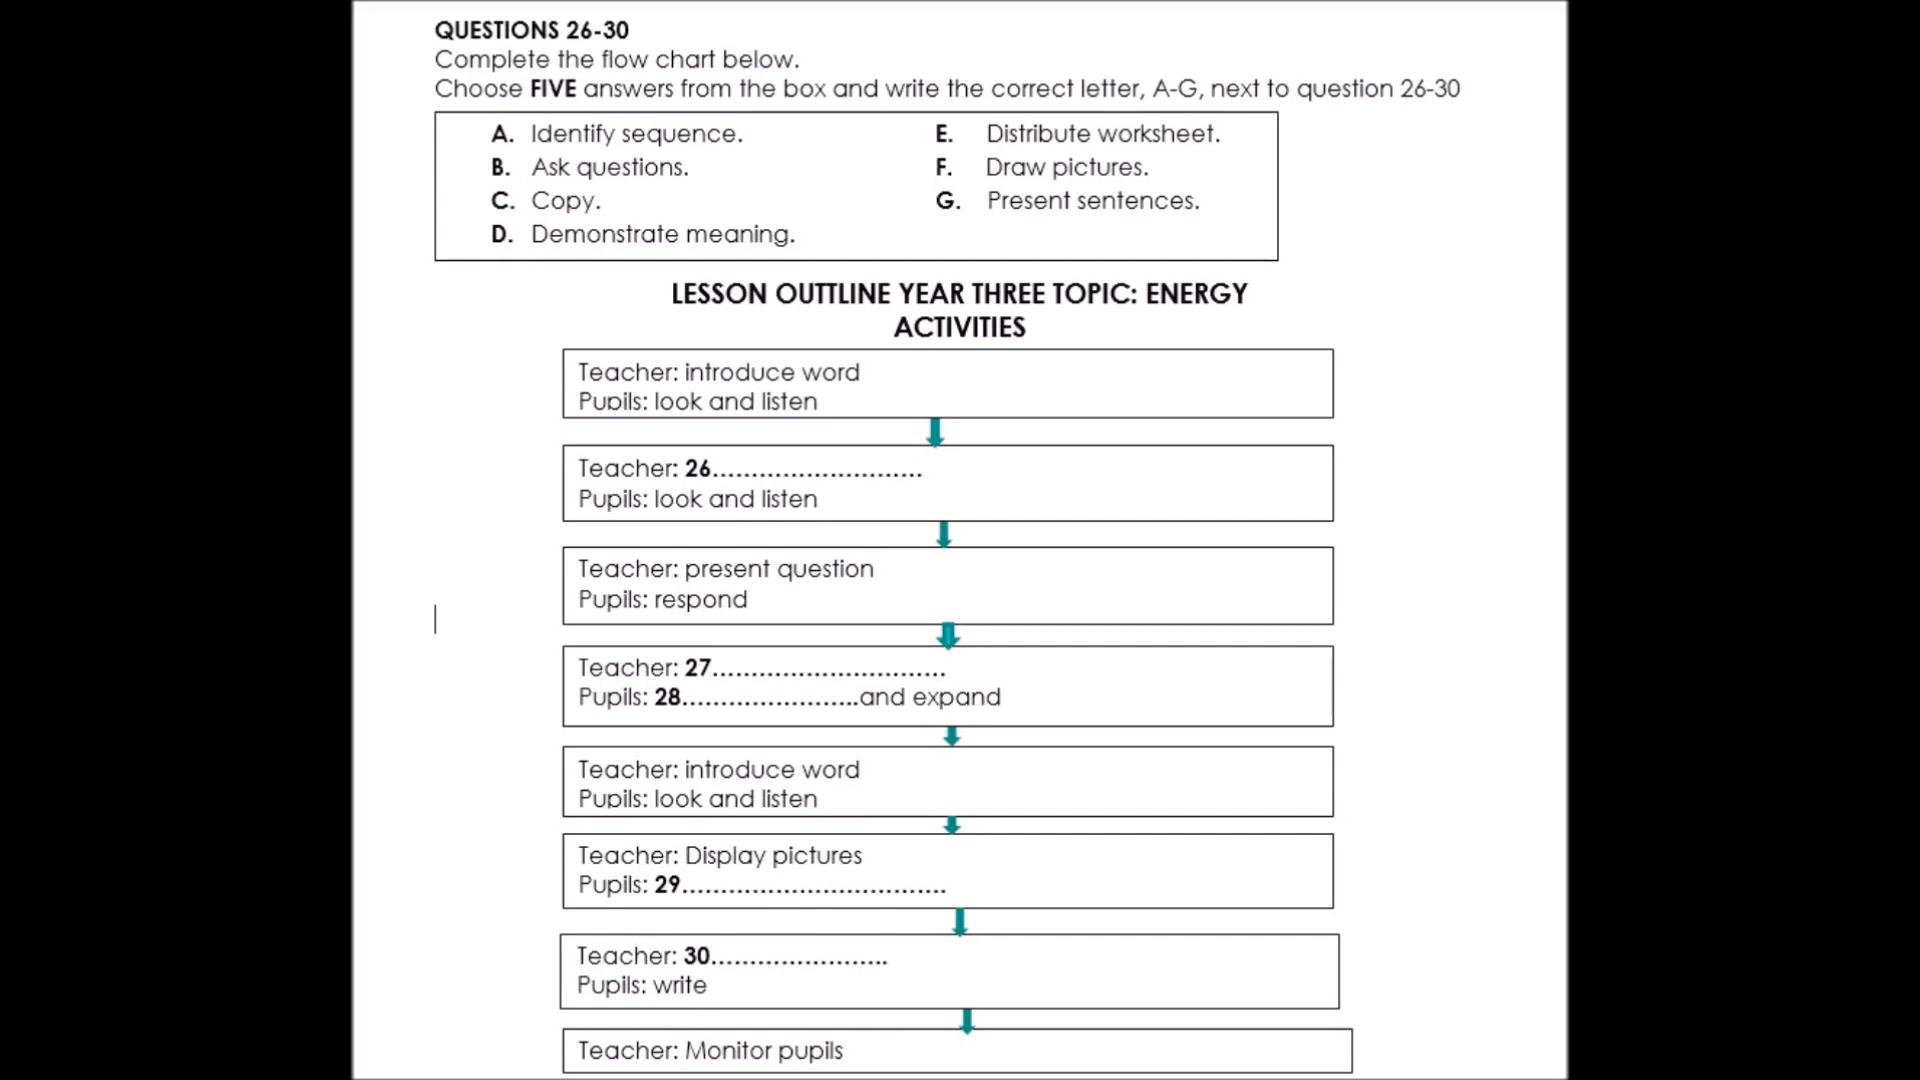 QUESTIONS 26-30
Complete the flow chart below.
Choose FIVE answers from the box and write the correct letter, A-G, next to question 26-30
A. Identify sequence.
B. Ask questions.
C. Copy.
D. Demonstrate meaning.
E. Distribute worksheet.
F. Draw pictures.
G. Present sentences.
LESSON OUTTLINE YEAR THREE TOPIC: ENERGY
ACTIVITIES
Teacher: introduce word
Pupils: look and listen
Teacher: 26...........................
Pupils: look and listen
Teacher: present question
Pupils: respond
Teacher: 27..............................
Pupils: 28.......................and expand
Teacher: introduce word
Pupils: look and listen
Teacher: Display pictures
Pupils: 29..................................
Teacher: 30.......................
Pupils: write
Teacher: Monitor pupils